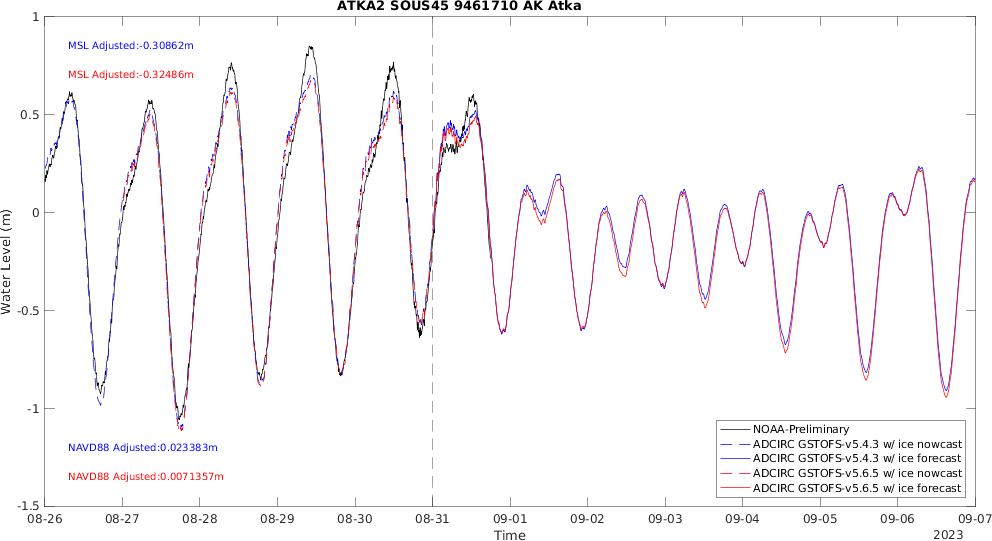 ATKA2 SOUS45 9461710 AK Atka
MSL Adjusted:-0.30862m
MSL Adjusted:-0.32486m
NAVD88 Adjusted:0.023383m
NAVD88 Adjusted:0.0071357m
Water Level (m)
1
0.5
0
-0.5
-1
-1.5
NOAA-Preliminary
ADCIRC GSTOFS-v5.4.3 w/ ice nowcast
ADCIRC GSTOFS-v5.4.3 w/ ice forecast
ADCIRC GSTOFS-v5.6.5 w/ ice nowcast
ADCIRC GSTOFS-v5.6.5 w/ ice forecast
08-26 08-27 08-28 08-29 08-30 08-31 09-01 09-02 09-03 09-04 09-05 09-06 09-07
Time
2023